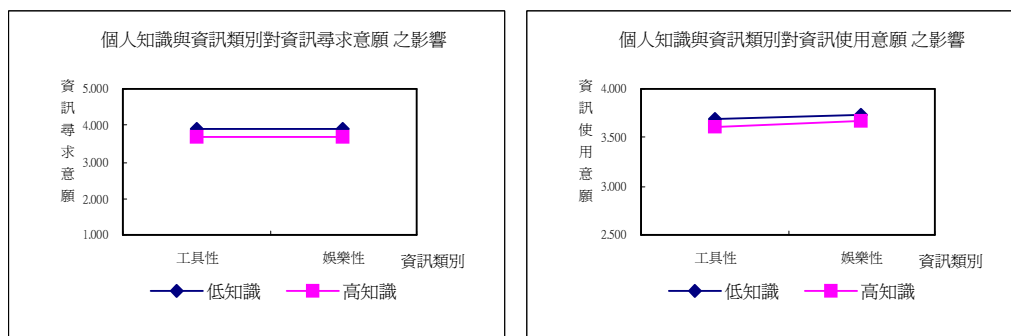 個人知識與資訊類別對資訊尋求意願 之影響
資訊尋求意願
5.000
4.000
3.000
2.000
1.000
工具性
娛樂性
資訊類別
低知識
高知識
個人知識與資訊類別對資訊使用意願 之影響
資訊使用意願
4.000
3.500
3.000
2.500
工具性
娛樂性
資訊類別
低知識
高知識